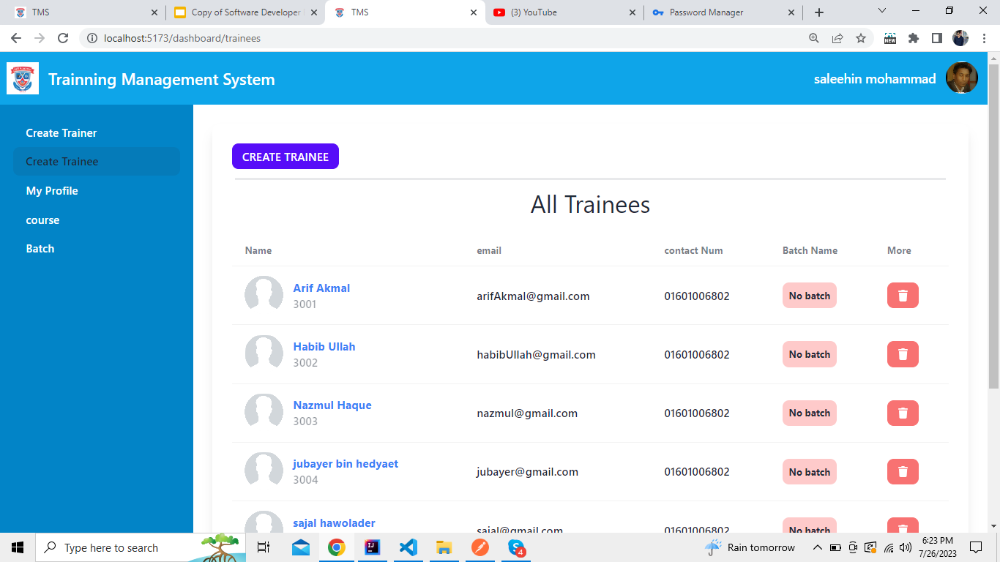 TMS
Copy of Software Developer
TMS
(3) YouTube
Password Manager
localhost:5173/dashboard/trainees
NEW
Trainning Management System
saleehin mohammad
Create Trainer
Create Trainee
My Profile
course
Batch
CREATE TRAINEE
All Trainees
Name email contact Num Batch Name More
Arif Akmal
3001
arifAkmal@gmail.com 01601006802 No batch
Habib Ullah
3002
habibUllah@gmail.com 01601006802 No batch
Nazmul Haque
3003
nazmul@gmail.com 01601006802 No batch
jubayer bin hedyaet
3004
jubayer@gmail.com 01601006802 No batch
sajal hawolader
sajal@gmail.com 01601006802 No batch
Type here to search
4
Rain tomorrow
6:23 PM
7/26/2023